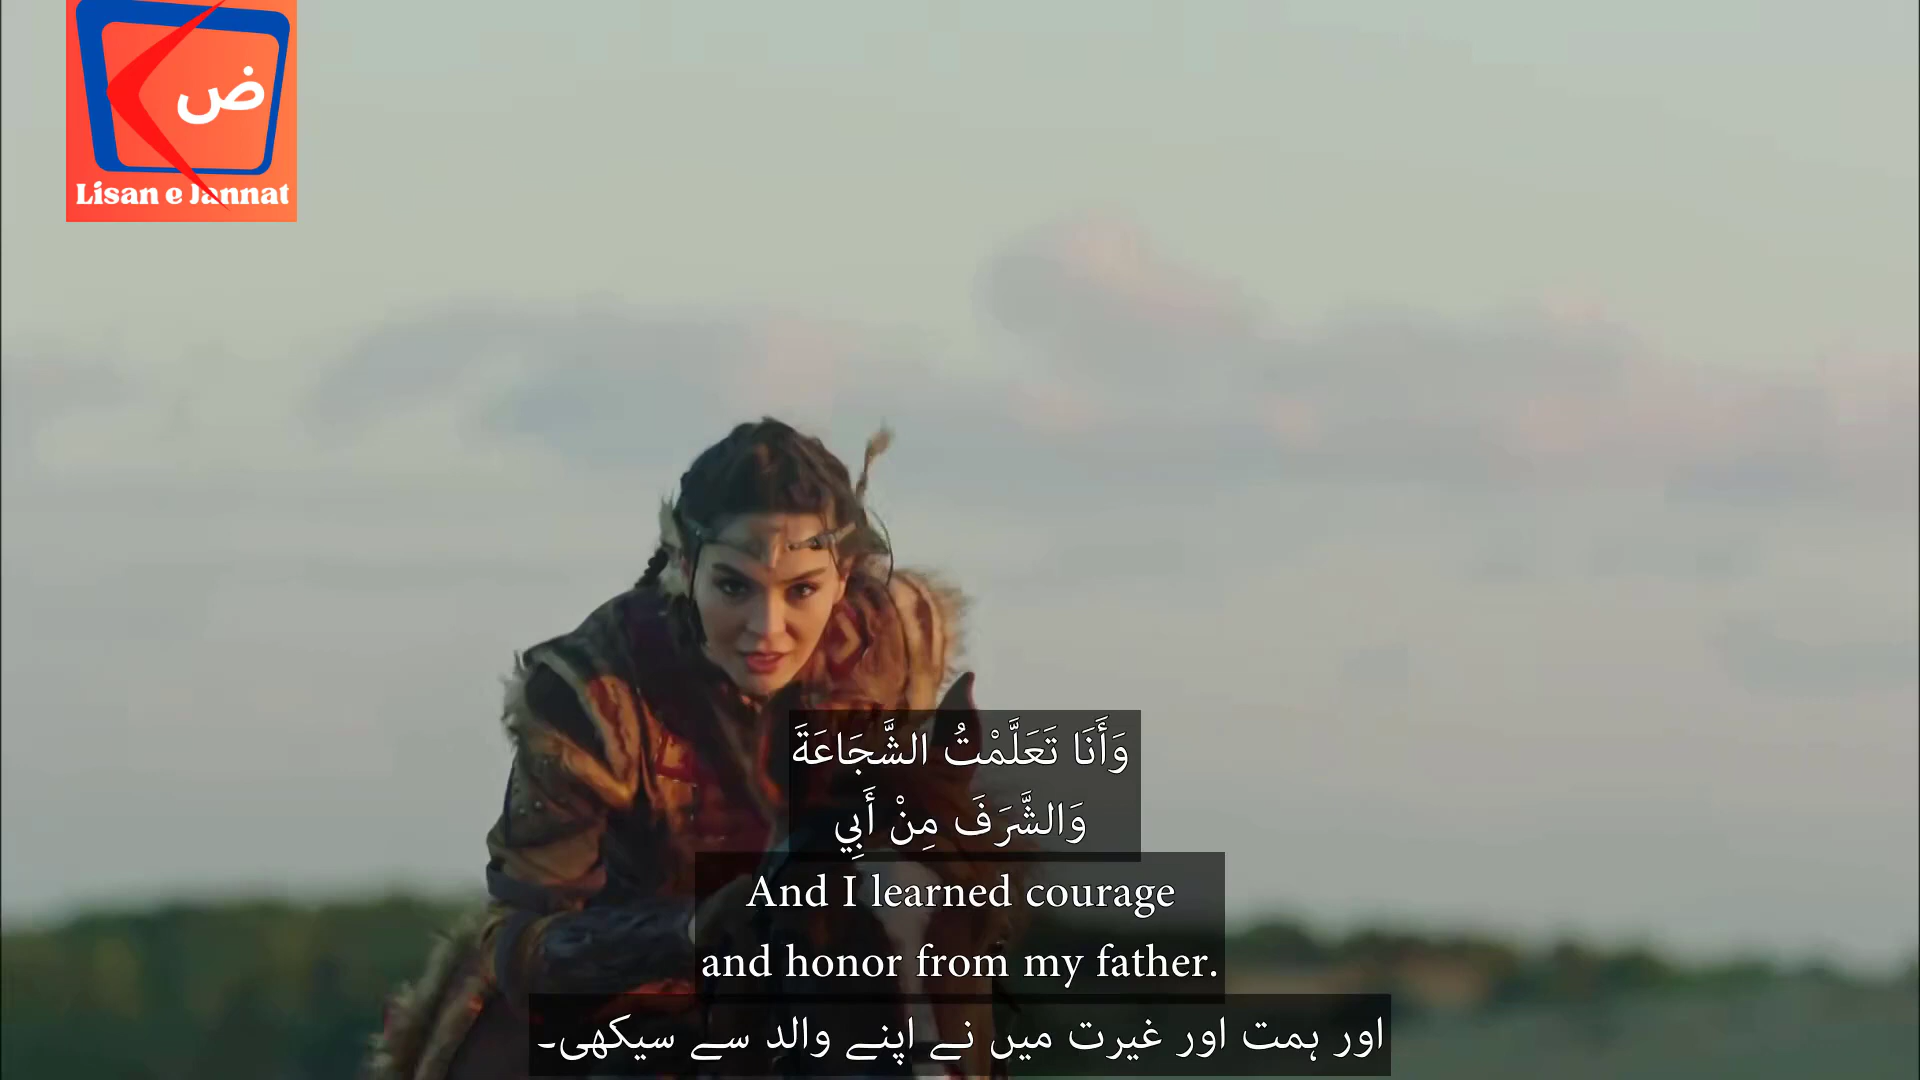 ض
Lisan e Jannat
وَأَنَا تَعَلَّمْتُ الشَّجَاعَةَ
وَالشَّرَفَ مِنْ أَبِي
And I learned courage
and honor from my father.
اور ہمت اور غیرت میں نے اپنے والد سے سیکھی۔